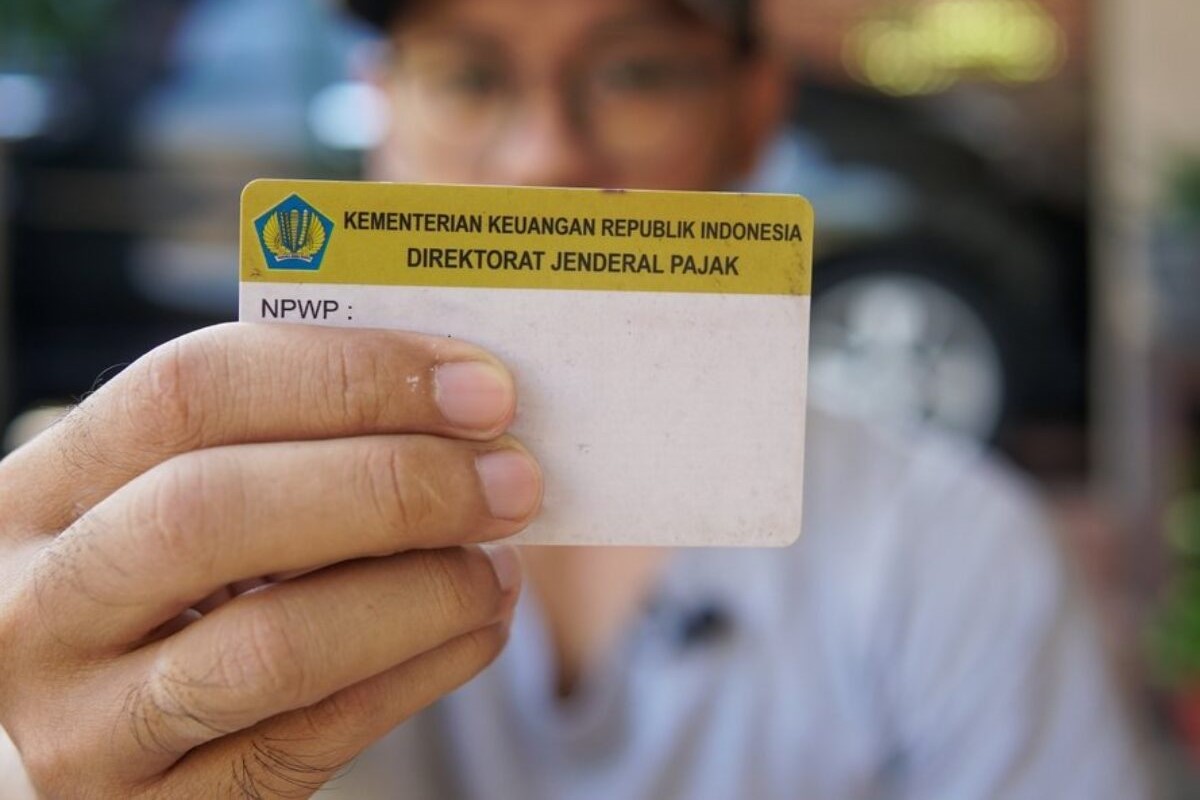 KEMENTERIAN KEUANGAN REPUBLIK INDONESIA
DIREKTORAT JENDERAL PAJAK
NPWP :